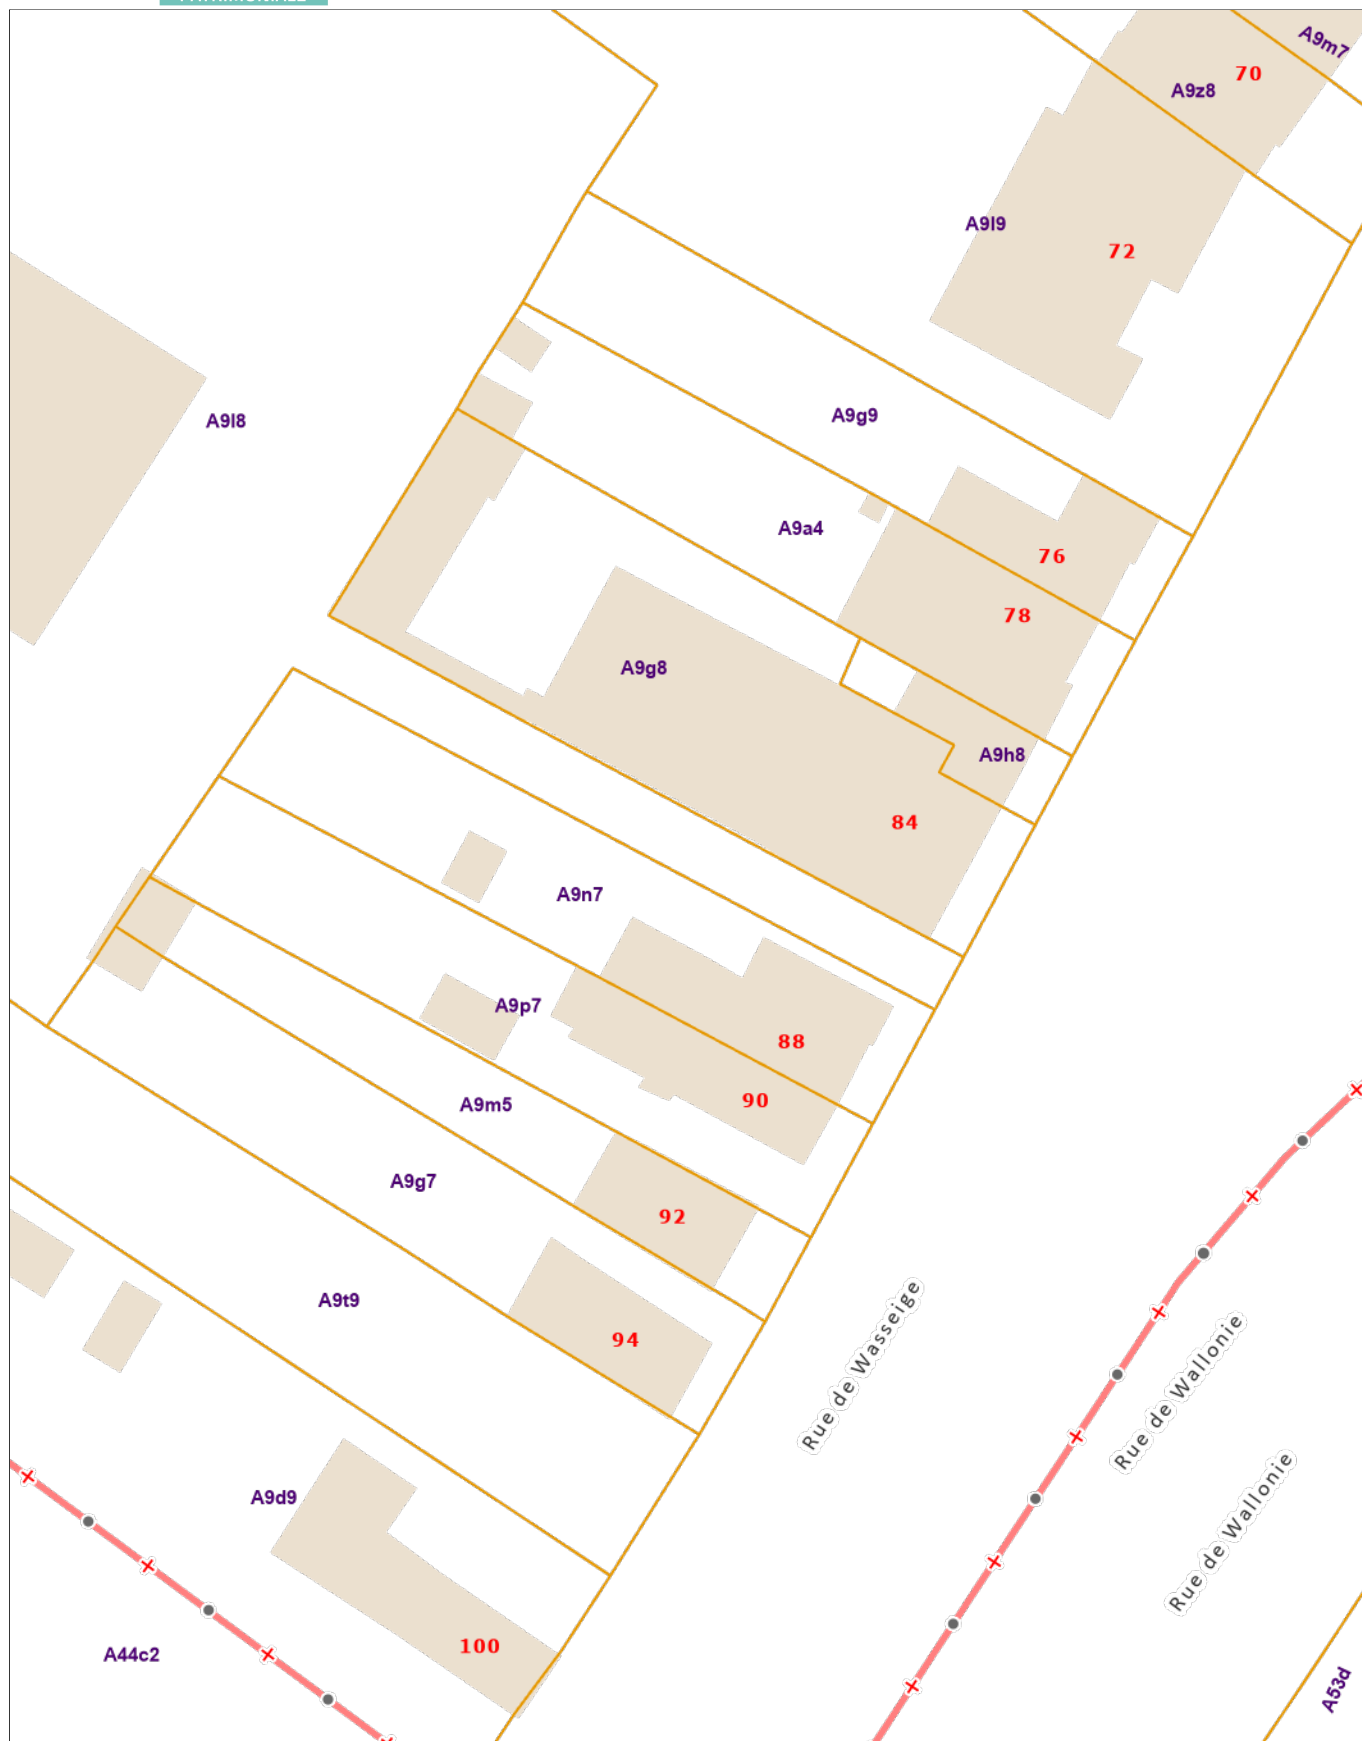 PATRIMONIALE
A9m7
70
A9z8
A9l9
72
A9g9
A9l8
A9a4
76
78
A9g8
A9h8
84
A9n7
A9p7
88
90
A9m5
A9g7
92
A9t9
94
Rue de Wasseige
Rue de Wallonie
Rue de Wallonie
A9d9
100
A44c2
A53d